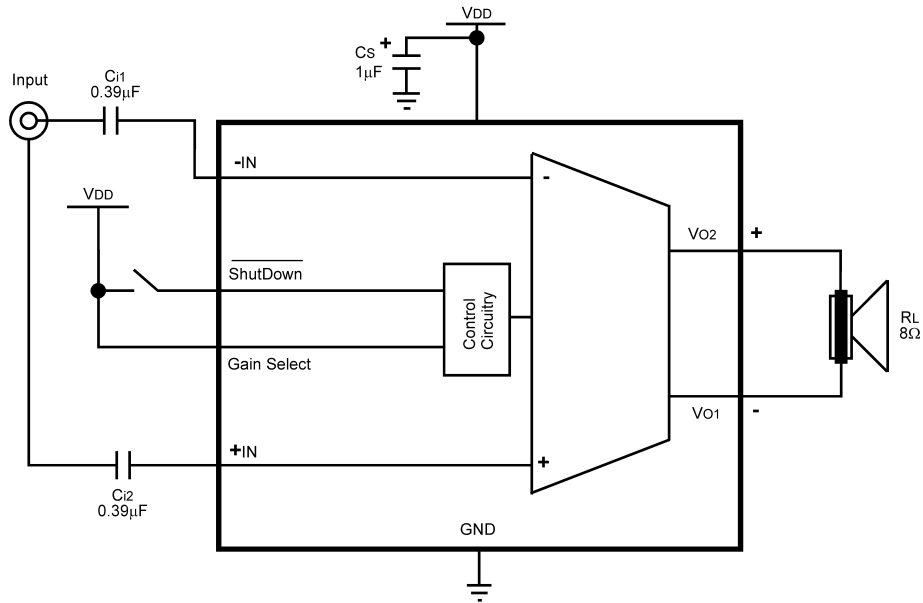 VDD
Cs +
1µF
Input
Ci1
0.39µF
-IN
-
VDD
VO2
+
ShutDown
Control
Circuitry
RL
8Ω
Gain Select
VO1
-
+IN
+
Ci2
0.39µF
GND